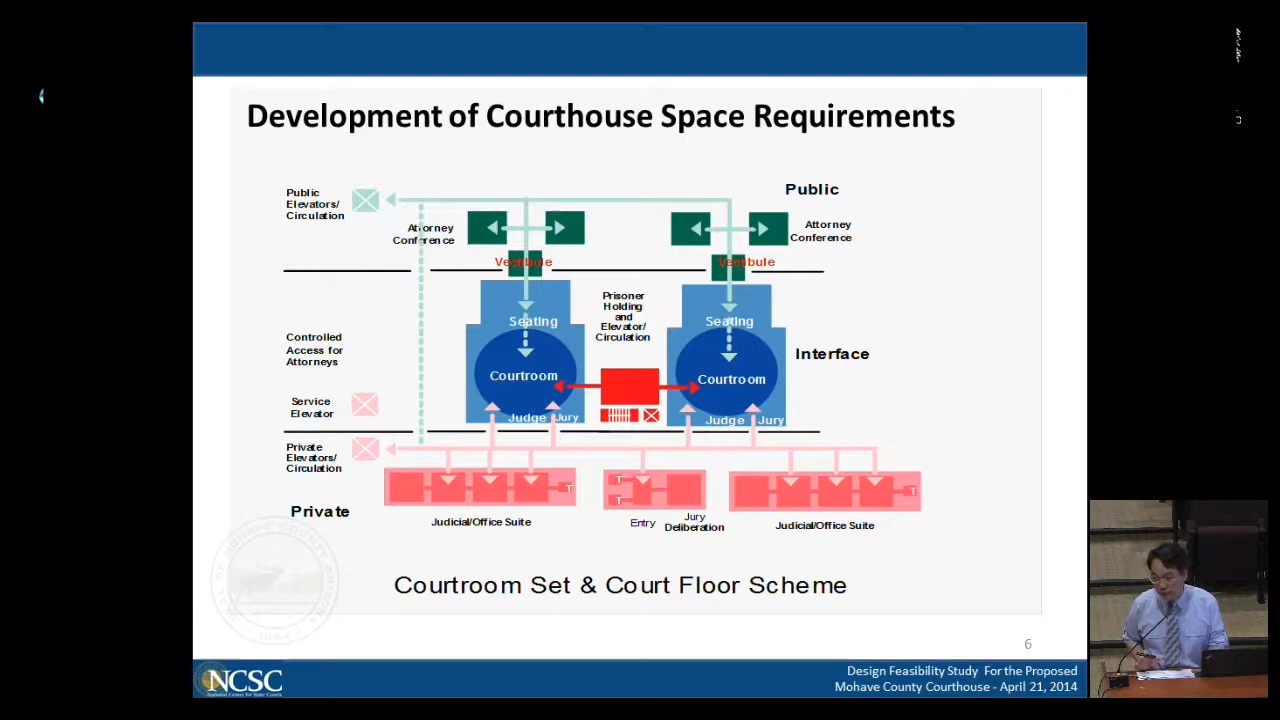 Development of Courthouse Space Requirements
Public
Elevators/
Circulation
Public
Attorney
Conference
Attorney
Conference
Vestibule
Vestibule
Prisoner
Holding
and
Elevator/
Circulation
Seating
Seating
Controlled
Access for
Attorneys
Interface
Courtroom
Courtroom
Service
Elevator
Judge
Jury
Judge
Jury
Private
Elevators/
Circulation
T
T
T
T
Private
Judicial/Office Suite
Entry
Jury
Deliberation
Judicial/Office Suite
Courtroom Set & Court Floor Scheme
6
NCSC
National Center for State Courts
Design Feasibility Study For the Proposed
Mohave County Courthouse - April 21, 2014